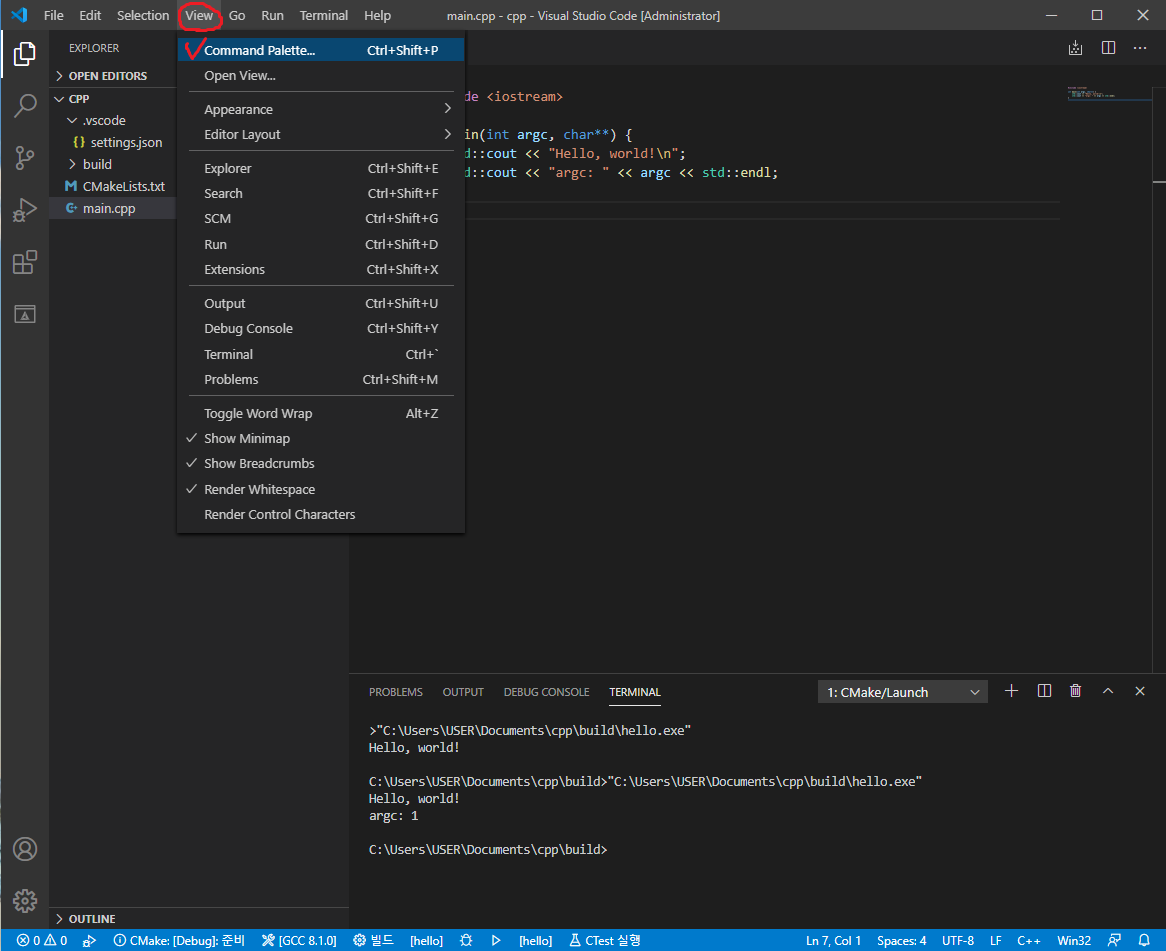 File Edit Selection View Go Run Terminal Help main.cpp - cpp - Visual Studio Code [Administrator]
EXPLORER
OPEN EDITORS
CPP
.vscode
{} settings.json
build
CMakeLists.txt
main.cpp
OUTLINE
Command Palette... Ctrl+Shift+P
Open View...
Appearance
Editor Layout
Explorer Ctrl+Shift+E
Search Ctrl+Shift+F
SCM Ctrl+Shift+G
Run Ctrl+Shift+D
Extensions Ctrl+Shift+X
Output Ctrl+Shift+U
Debug Console Ctrl+Shift+Y
Terminal Ctrl+`
Problems Ctrl+Shift+M
Toggle Word Wrap Alt+Z
Show Minimap
Show Breadcrumbs
Render Whitespace
Render Control Characters
de <iostream>
in(int argc, char**) {
d::cout << "Hello, world!\n";
d::cout << "argc: " << argc << std::endl;
PROBLEMS OUTPUT DEBUG CONSOLE TERMINAL 1: CMake/Launch
>"C:\Users\USER\Documents\cpp\build\hello.exe"
Hello, world!
C:\Users\USER\Documents\cpp\build>"C:\Users\USER\Documents\cpp\build\hello.exe"
Hello, world!
argc: 1
C:\Users\USER\Documents\cpp\build>
0 0 CMake: [Debug]: 준비 [GCC 8.1.0] 빌드 [hello] [hello] CTest 실행 Ln 7, Col 1 Spaces: 4 UTF-8 LF C++ Win32